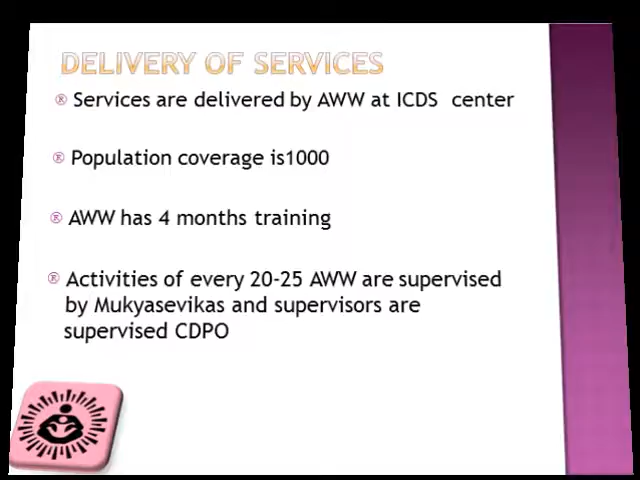 DELIVERY OF SERVICES
Services are delivered by AWW at ICDS center
Population coverage is1000
AWW has 4 months training
Activities of every 20-25 AWW are supervised
by Mukyasevikas and supervisors are
supervised CDPO